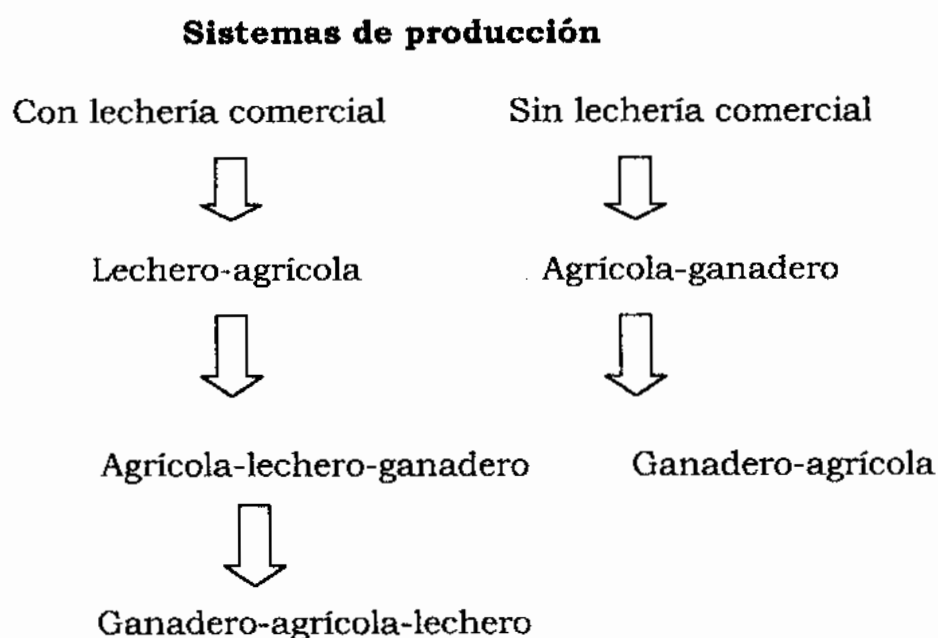 Sistemas de producción
Con lechería comercial Sin lechería comercial
Lechero-agrícola Agrícola-ganadero
Agrícola-lechero-ganadero Ganadero-agrícola
Ganadero-agrícola-lechero